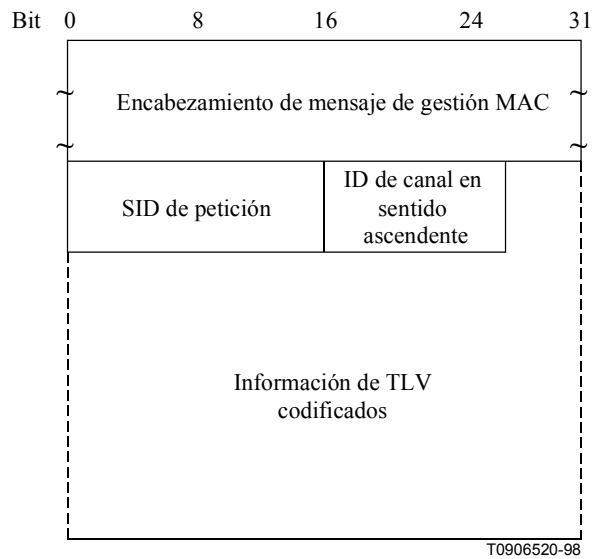 Bit 0 8 16 24 31
Encabezamiento de mensaje de gestión MAC
SID de petición
ID de canal en
sentido
ascendente
Información de TLV
codificados
T0906520-98